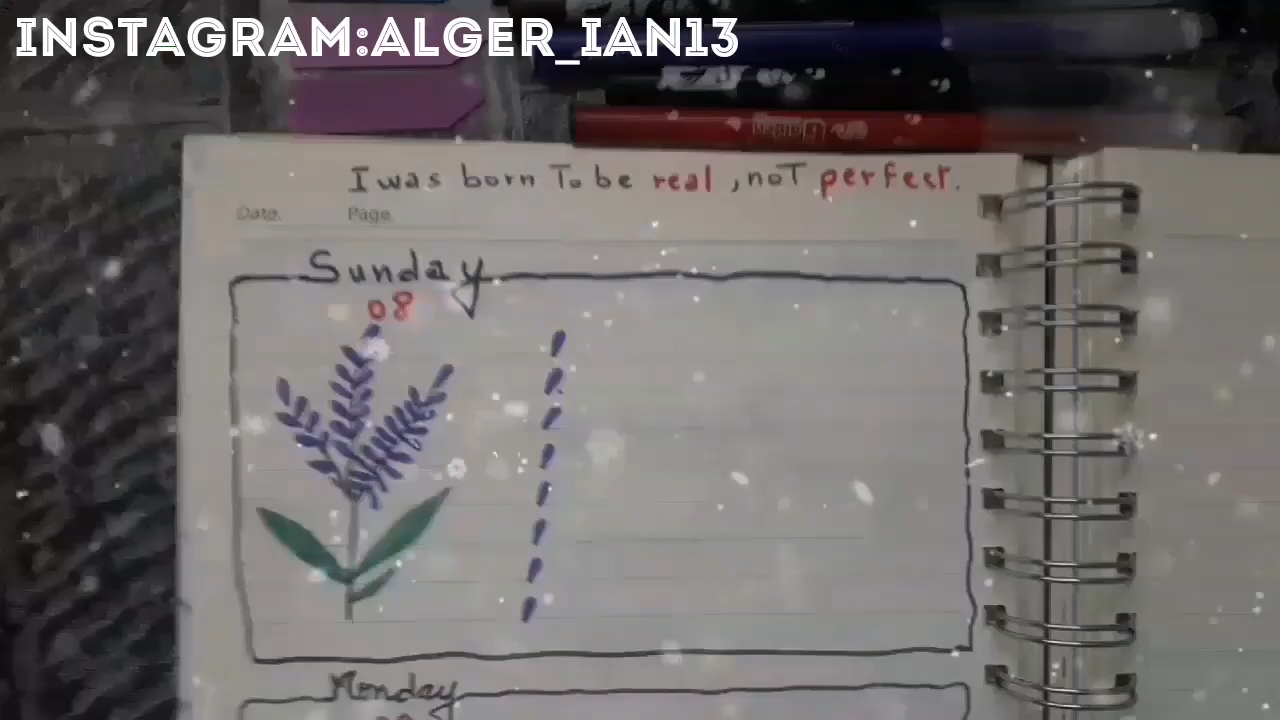 INSTAGRAM:ALGER_IAN13
I was born To be real, not perfect.
Date. Page.
Sunday
08
Monday